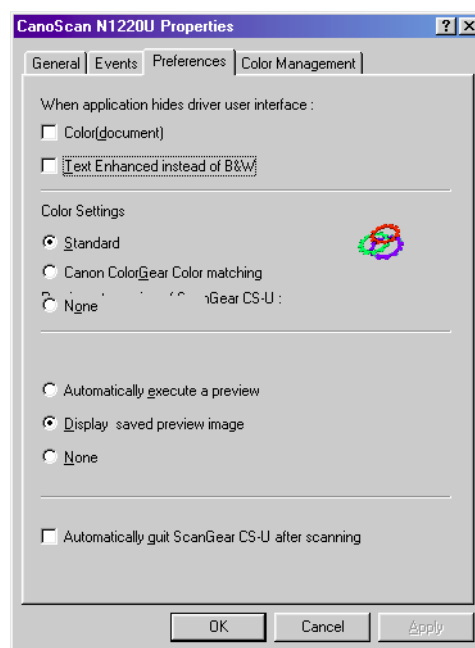 CanoScan N1220U Properties
General Events Preferences Color Management
When application hides driver user interface :
Color(document)
Text Enhanced instead of B&W
Color Settings
Standard
Canon ColorGear Color matching
nGear CS-U :
None
Automatically execute a preview
Display saved preview image
None
Automatically quit ScanGear CS-U after scanning
OK Cancel Apply